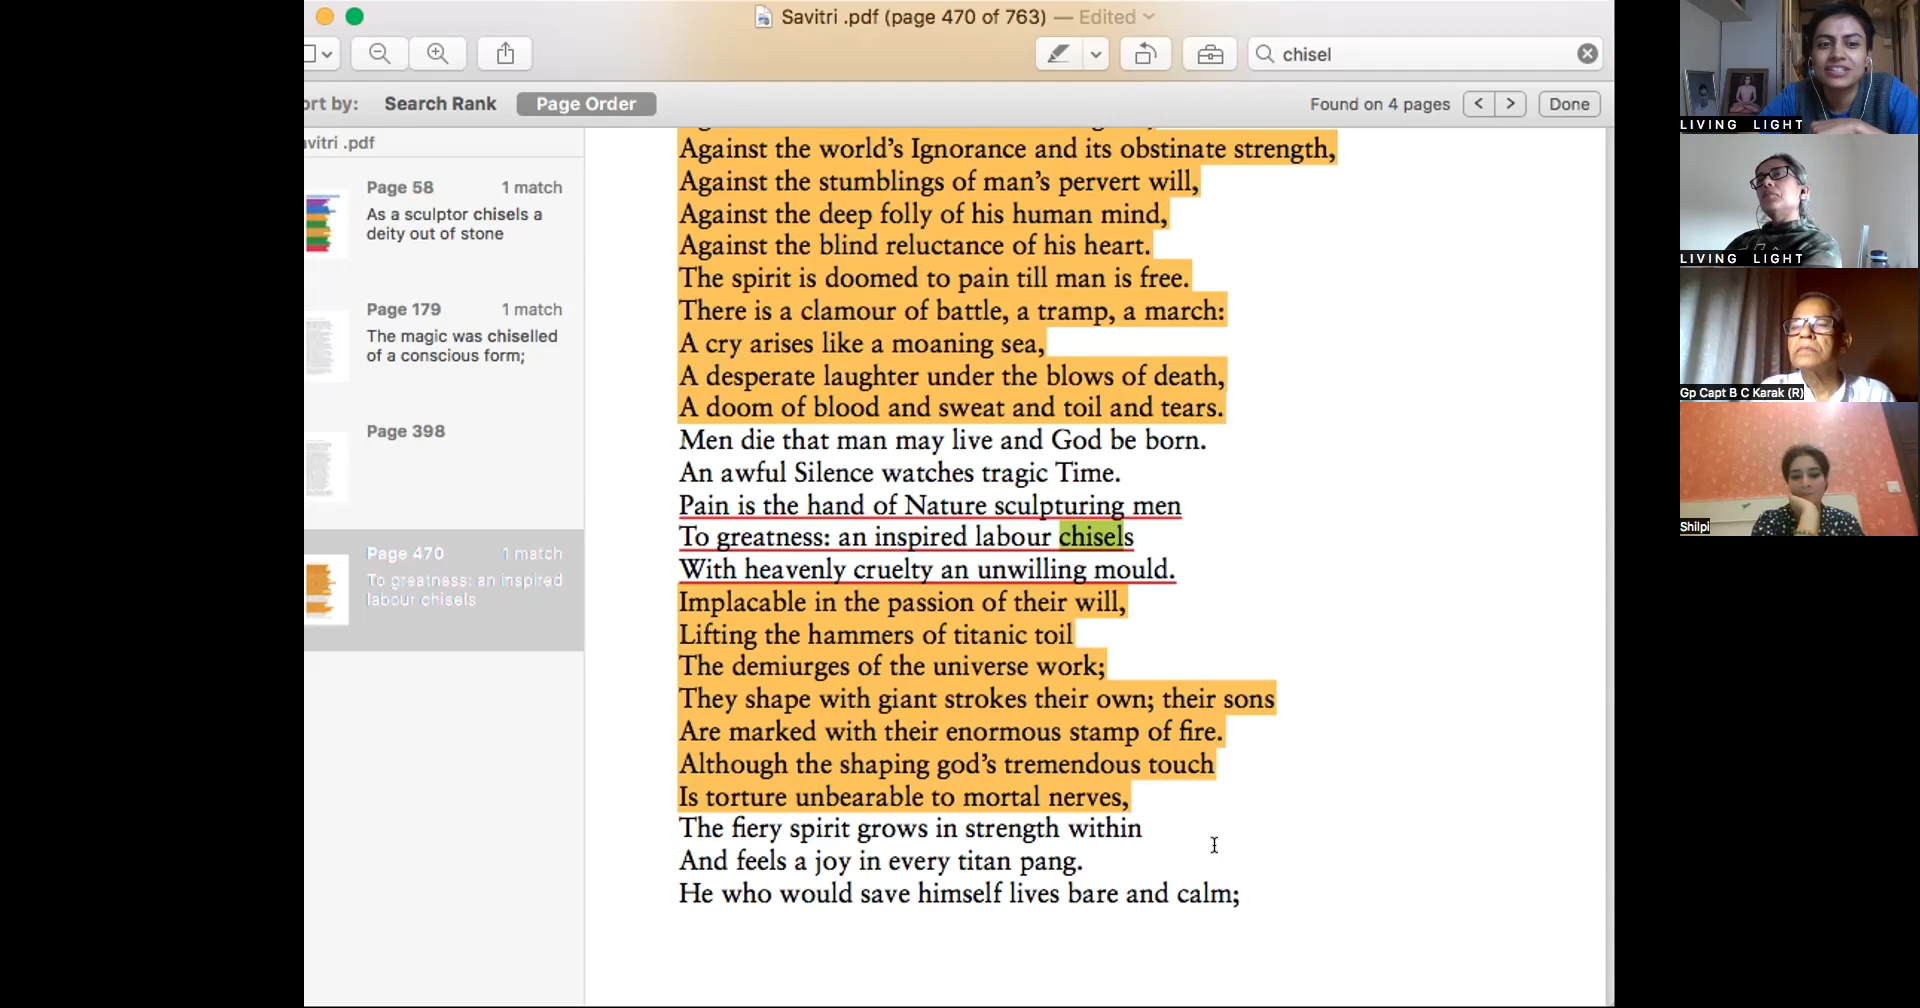 Savitri .pdf (page 470 of 763) — Edited
chisel
ort by: Search Rank Page Order
Found on 4 pages
Done
avitri .pdf
Page 58 1 match
As a sculptor chisels a
deity out of stone
Page 179 1 match
The magic was chiselled
of a conscious form;
Page 398
Page 470 1 match
To greatness: an inspired
labour chisels
Against the world’s Ignorance and its obstinate strength,
Against the stumblings of man’s pervert will,
Against the deep folly of his human mind,
Against the blind reluctance of his heart.
The spirit is doomed to pain till man is free.
There is a clamour of battle, a tramp, a march:
A cry arises like a moaning sea,
A desperate laughter under the blows of death,
A doom of blood and sweat and toil and tears.
Men die that man may live and God be born.
An awful Silence watches tragic Time.
Pain is the hand of Nature sculpturing men
To greatness: an inspired labour chisels
With heavenly cruelty an unwilling mould.
Implacable in the passion of their will,
Lifting the hammers of titanic toil
The demiurges of the universe work;
They shape with giant strokes their own; their sons
Are marked with their enormous stamp of fire.
Although the shaping god’s tremendous touch
Is torture unbearable to mortal nerves,
The fiery spirit grows in strength within
And feels a joy in every titan pang.
He who would save himself lives bare and calm;
LIVING LIGHT
LIVING LIGHT
Gp Capt B C Karak (R)
Shilpi